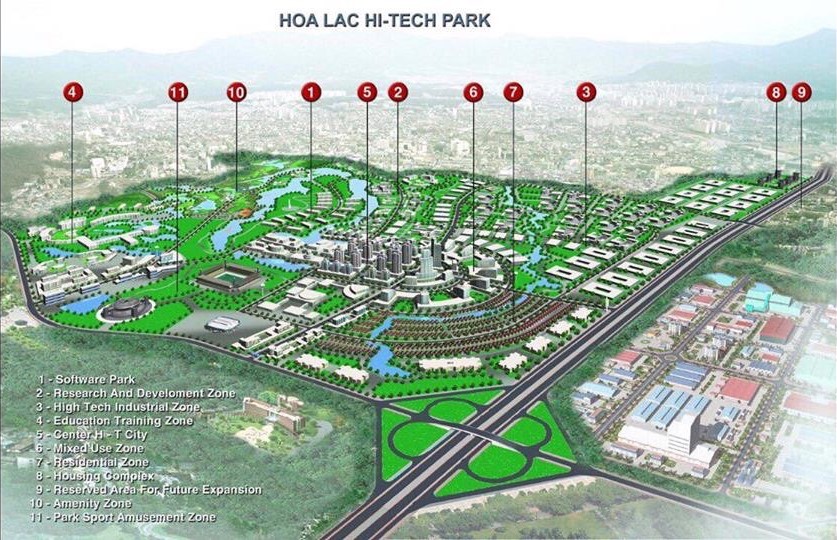 HOA LAC HI-TECH PARK
4 11 10 1 5 2 6 7 3 8 9
1 - Software Park
2 - Research And Develoment Zone
3 - High Tech Industrial Zone
4 - Education Training Zone
5 - Center Hi - T City
6 - Mixed Use Zone
7 - Residential Zone
8 - Housing Complex
9 - Reserved Area For Future Expansion
10 - Amenity Zone
11 - Park Sport Amusement Zone